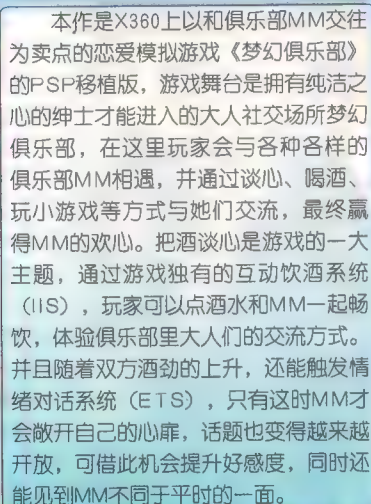 本作是X360上以和俱乐部MM交往
为卖点的恋爱模拟游戏《梦幻俱乐部》
的PSP移植版，游戏舞台是拥有纯洁之
心的绅士才能进入的大人社交场所梦幻
俱乐部，在这里玩家会与各种各样的
俱乐部MM相遇，并通过谈心、喝酒、
玩小游戏等方式与她们交流，最终赢
得MM的欢心。把酒谈心是游戏的一大
主题，通过游戏独有的互动饮酒系统
（IIS），玩家可以点酒水和MM一起畅
饮，体验俱乐部里大人们的交流方式。
并且随着双方酒劲的上升，还能触发情
绪对话系统（ETS），只有这时MM才
会敞开自己的心扉，话题也变得越来越
开放，可借此机会提升好感度，同时还
能见到MM不同于平时的一面。